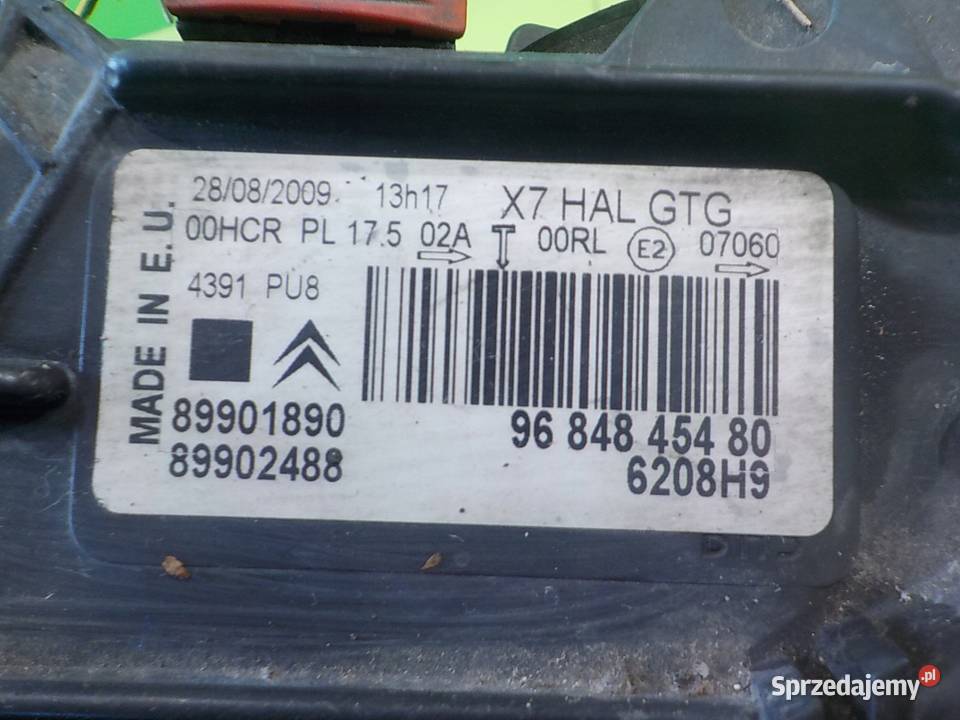 28/08/2009 13h17 X7 HAL GTG
00HCR PL 17.5 02A 00RL E2 07060
4391 PU8
MADE IN E.U.
89901890 96 848 454 80
89902488 6208H9
Sprzedajemy.pl